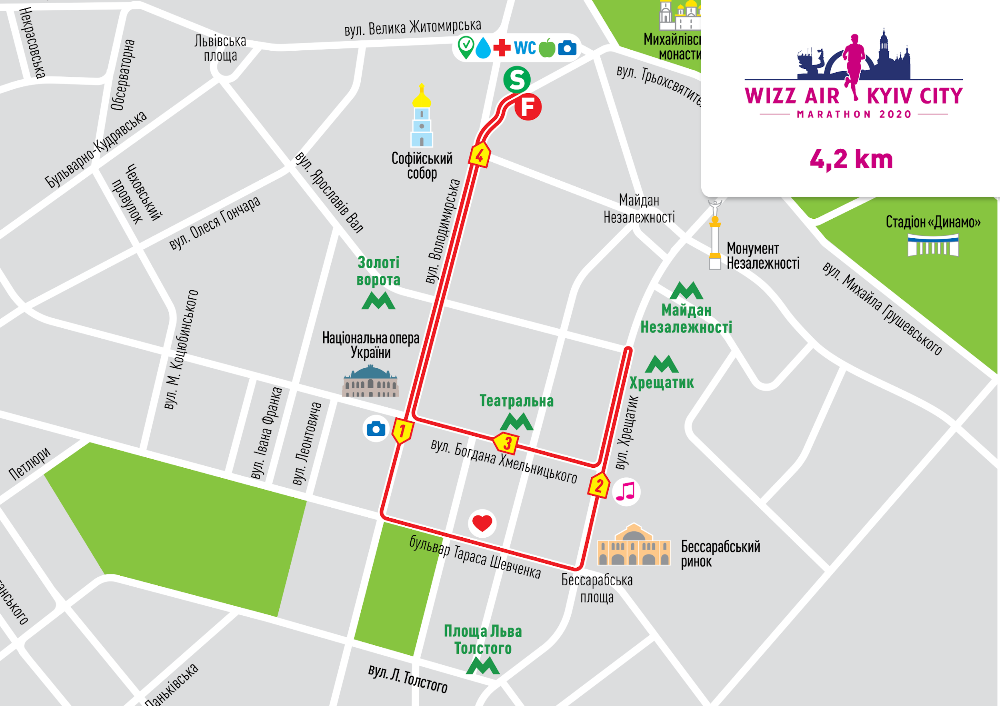 Некрасовська
Обсерваторна
Львівська
площа
вул. Велика Житомирська
WC
Михайлівсь
монасти
вул. Трьохсвятител
WIZZ AIR KYIV CITY
MARATHON 2020
4,2 km
S
F
Софійський
собор
4
Бульварно-Кудрявська
Чеховський
провулок
вул. Олеся Гончара
вул. Ярославів Вал
вул. Володимирська
Майдан
Незалежності
Стадіон «Динамо»
Монумент
Незалежності
вул. Михайла Грушевського
Золоті
ворота
Майдан
Незалежності
вул. М. Коцюбинського
Національна опера
України
Хрещатик
Театральна
вул. Хрещатик
вул. Івана Франка
вул. Леонтовича
1
3
вул. Богдана Хмельницького
2
Петлюри
бульвар Тараса Шевченка
Бессарабський
ринок
Бессарабська
площа
анського
Площа Льва
Толстого
вул. Л. Толстого
Паньківська